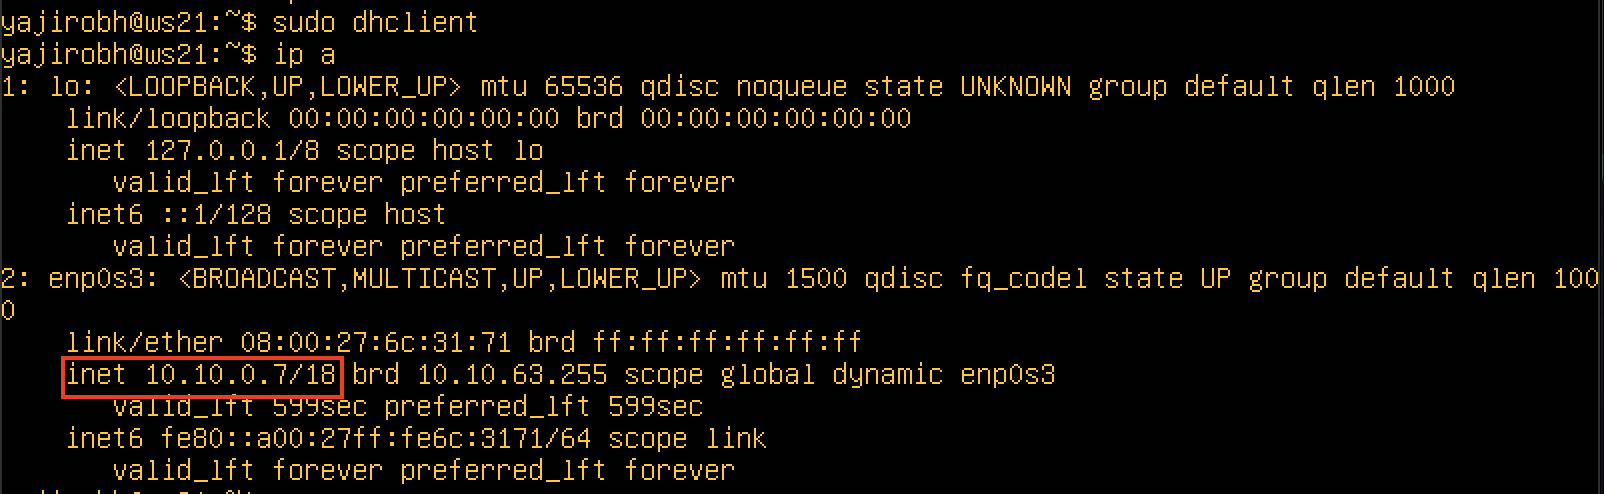 yajirobh@ws21:~$ sudo dhclient
yajirobh@ws21:~$ ip a
1: lo: <LOOPBACK,UP,LOWER_UP> mtu 65536 qdisc noqueue state UNKNOWN group default qlen 1000
    link/loopback 00:00:00:00:00:00 brd 00:00:00:00:00:00
    inet 127.0.0.1/8 scope host lo
       valid_lft forever preferred_lft forever
    inet6 ::1/128 scope host
       valid_lft forever preferred_lft forever
2: enp0s3: <BROADCAST,MULTICAST,UP,LOWER_UP> mtu 1500 qdisc fq_codel state UP group default qlen 100
0
    link/ether 08:00:27:6c:31:71 brd ff:ff:ff:ff:ff:ff
    inet 10.10.0.7/18 brd 10.10.63.255 scope global dynamic enp0s3
       valid_lft 599sec preferred_lft 599sec
    inet6 fe80::a00:27ff:fe6c:3171/64 scope link
       valid_lft forever preferred_lft forever